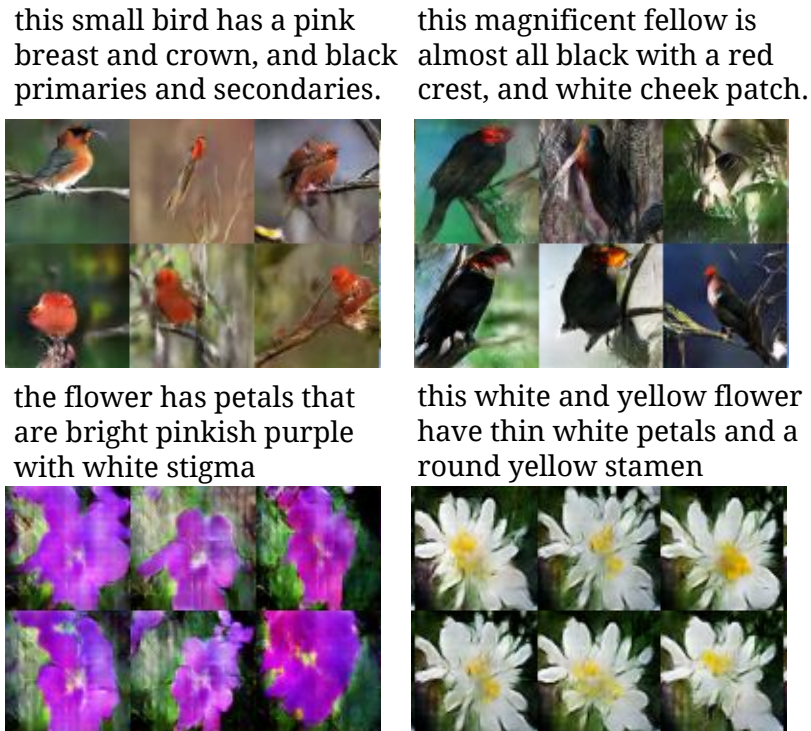 this small bird has a pink
breast and crown, and black
primaries and secondaries.
this magnificent fellow is
almost all black with a red
crest, and white cheek patch.
the flower has petals that
are bright pinkish purple
with white stigma
this white and yellow flower
have thin white petals and a
round yellow stamen